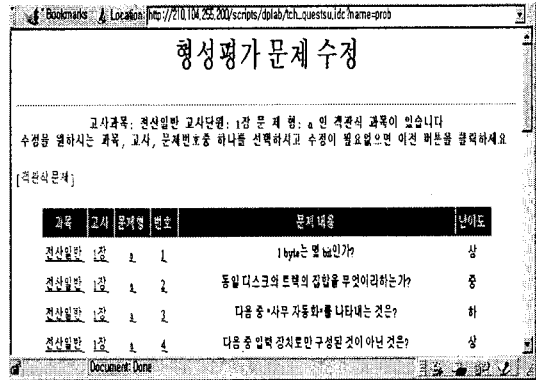 Bookmarks Location: http://210.104.255.200/scripts/dplab/tch_questsu.idc?name=prob
형성평가 문제 수정
고사과목: 전산일반 고사단원: 1장 문 제 형: a 인 객관식 과목이 있습니다
수정을 원하시는 과목, 고사, 문제번호중 하나를 선택하시고 수정이 필요없으면 이전 버튼을 클릭하세요
[객관식문제]
과목 고사 문제형 번호 문제 내용 난이도
전산일반 1장 a 1 1 byte는 몇 bit인가? 상
전산일반 1장 a 2 동일 디스크와 트랙의 집합을 무엇이리하는가? 중
전산일반 1장 a 3 다음 중 "사무 자동화"를 나타내는 것은? 하
전산일반 1장 a 4 다음 중 입력 장치로만 구성된 것이 아닌 것은? 상
Document: Done